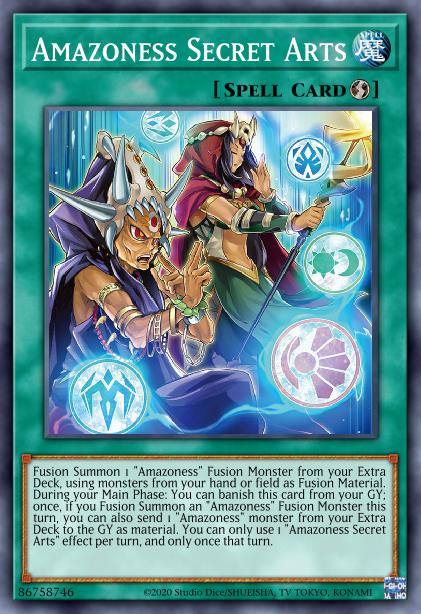 AMAZONESS SECRET ARTS
SPELL
魔
[SPELL CARD]
Fusion Summon 1 "Amazoness" Fusion Monster from your Extra
Deck, using monsters from your hand or field as Fusion Material.
During your Main Phase: You can banish this card from your GY;
once, if you Fusion Summon an "Amazoness" Fusion Monster this
turn, you can also send 1 "Amazoness" monster from your Extra
Deck to the GY as material. You can only use 1 "Amazoness Secret
Arts" effect per turn, and only once that turn.
86758746
©2020 Studio Dice/SHUEISHA, TV TOKYO, KONAMI